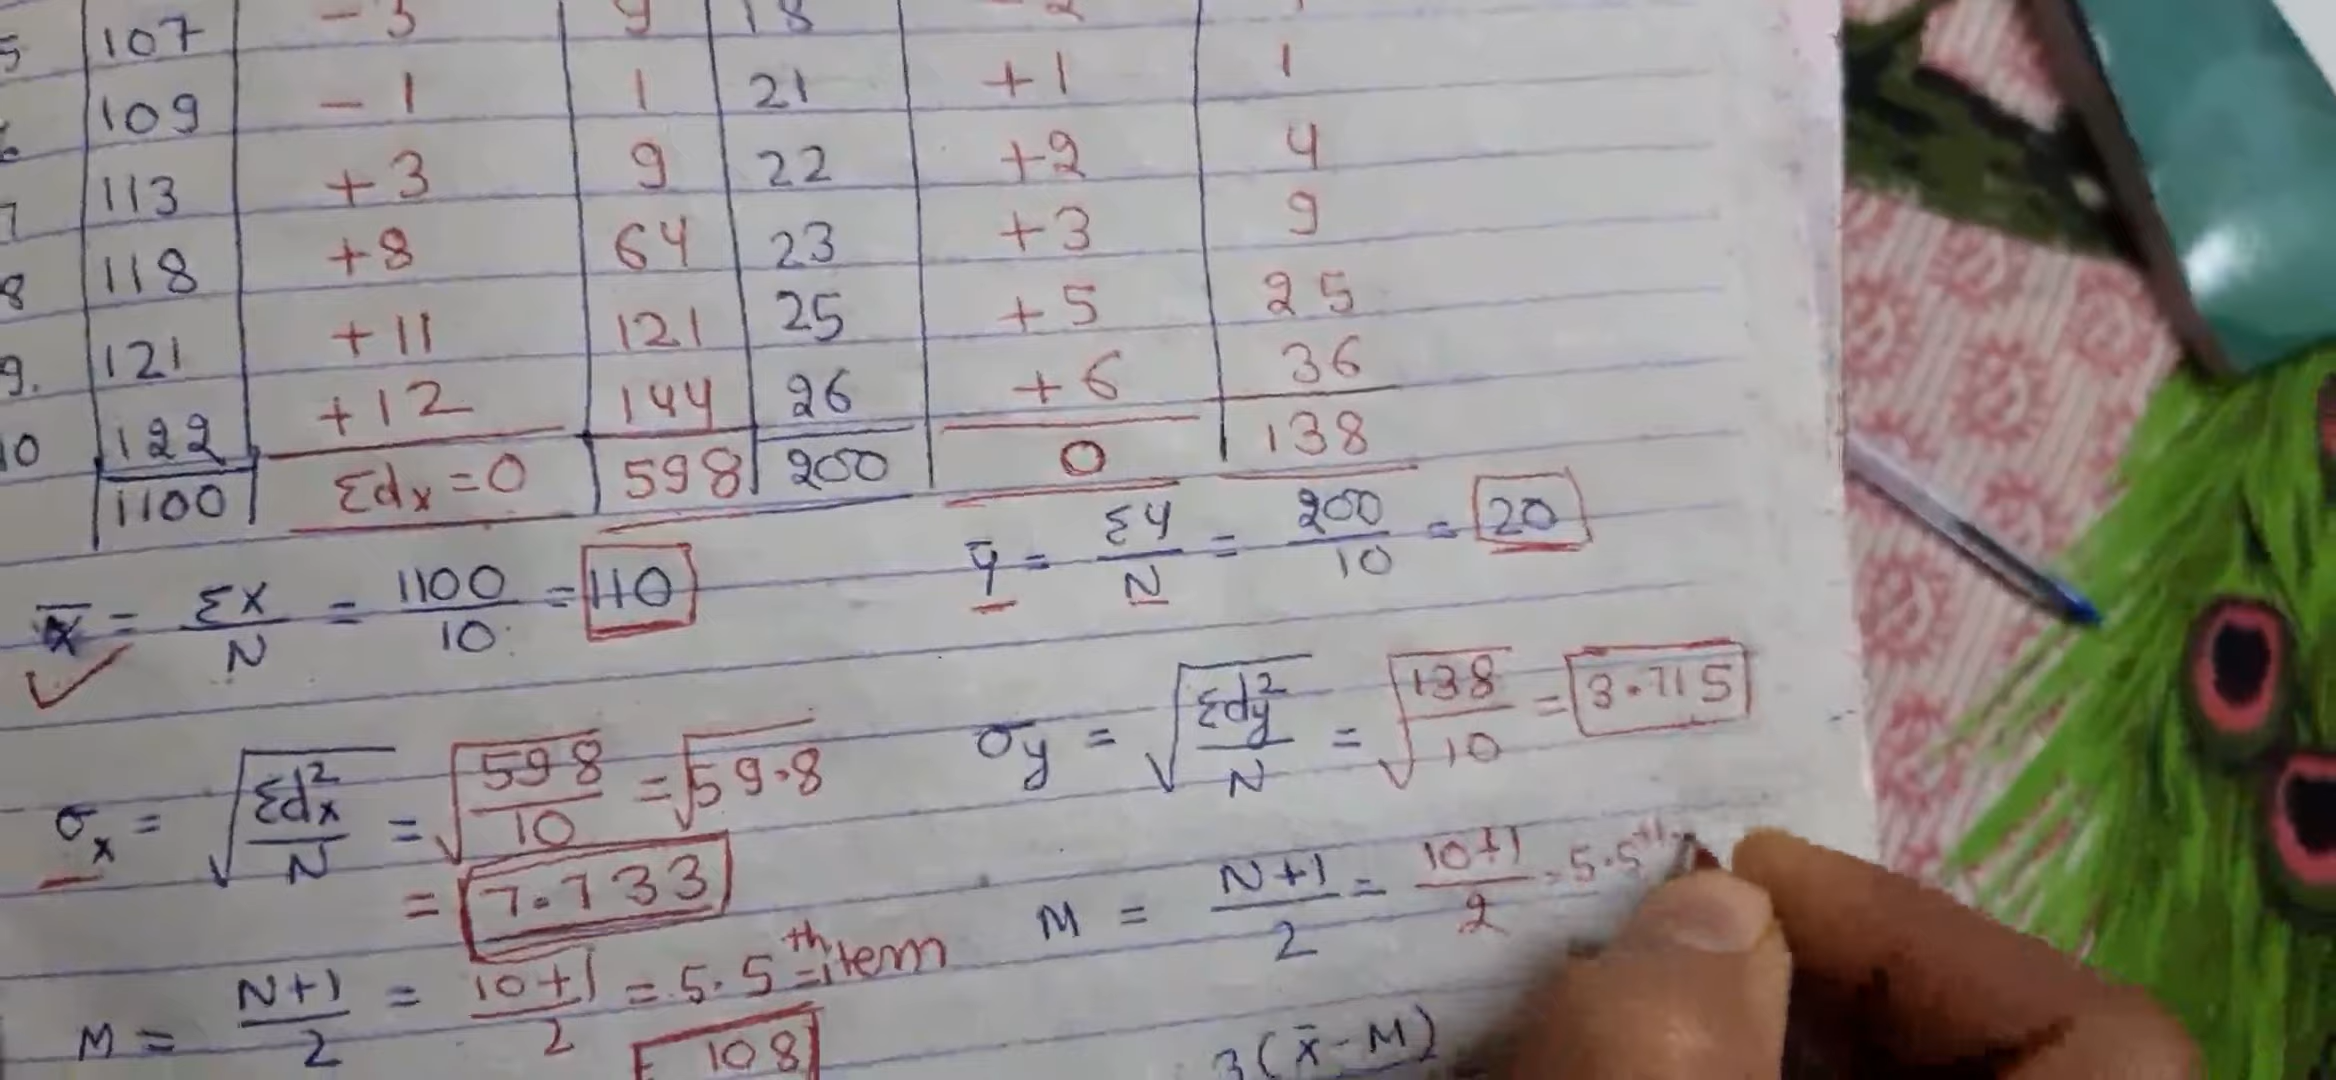 5 107 - 3 9 18 - 2
109 - 1 1 21 + 1 1
7 113 + 3 9 22 + 2 4
8 118 + 8 64 23 + 3 9
9. 121 + 11 121 25 + 5 25
10 122 + 12 144 26 + 6 36
1100 Σdx = 0 598 200 0 138
x̄ = ΣX/N = 1100/10 = 110 ȳ = ΣY/N = 200/10 = 20
σx = √(Σdx²/N) = √(598/10) = √59.8 σy = √(Σdy²/N) = √(138/10) = 3.715
= 7.733
M = N+1/2 = 10+1/2 = 5.5th item M = N+1/2 = 10+1/2 = 5.5th
108 3(x̄ - M)